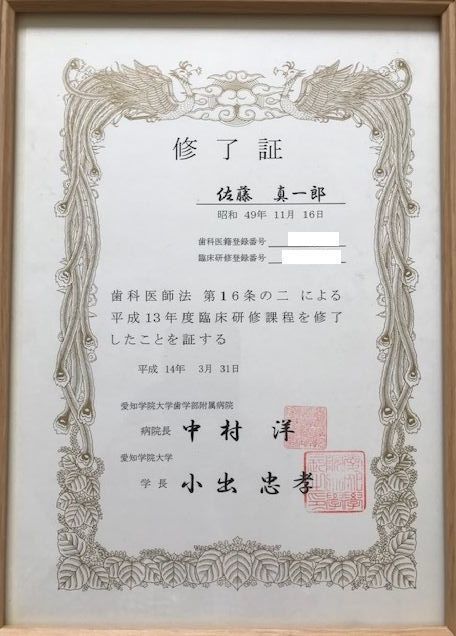 修了証
佐藤 真一郎
昭和 49年 11月 16日
歯科医籍登録番号
臨床研修登録番号
歯科医師法 第16条の二 による
平成13年度臨床研修課程を修了
したことを証する
平成 14年 3月 31日
愛知学院大学歯学部附属病院
病院長 中村 洋
愛知学院大学
学長 小出忠孝